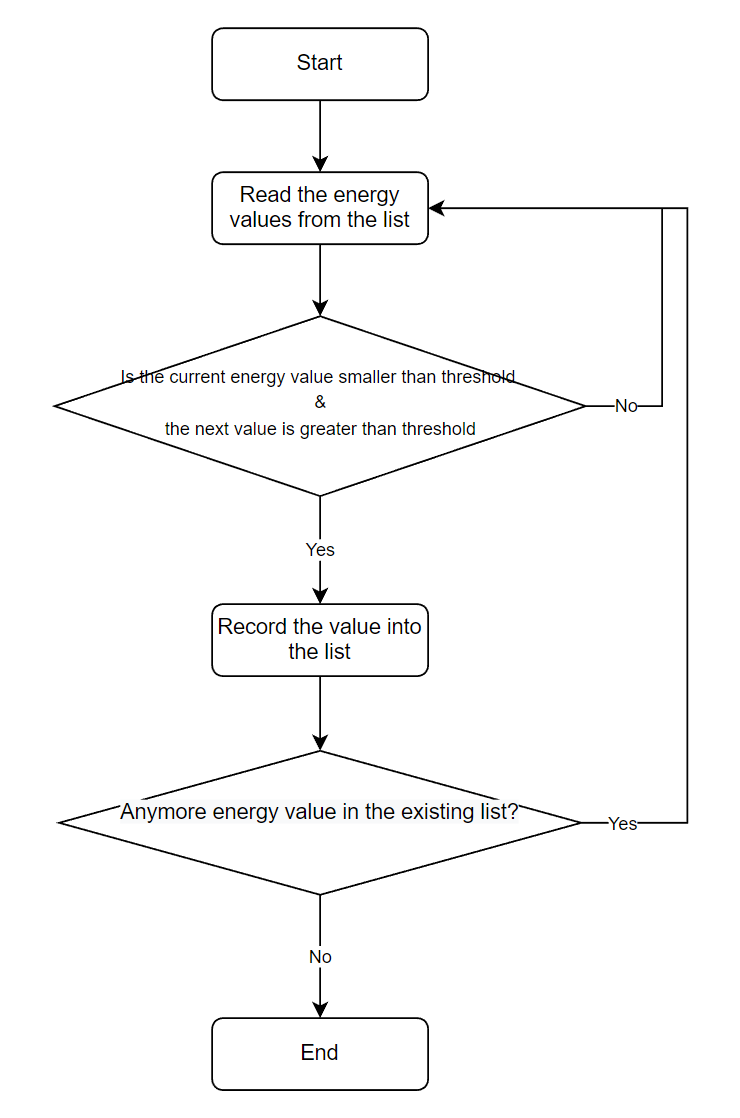 Start
Read the energy
values from the list
Is the current energy value smaller than threshold
&
the next value is greater than threshold
No
Yes
Record the value into
the list
Anymore energy value in the existing list?
Yes
No
End